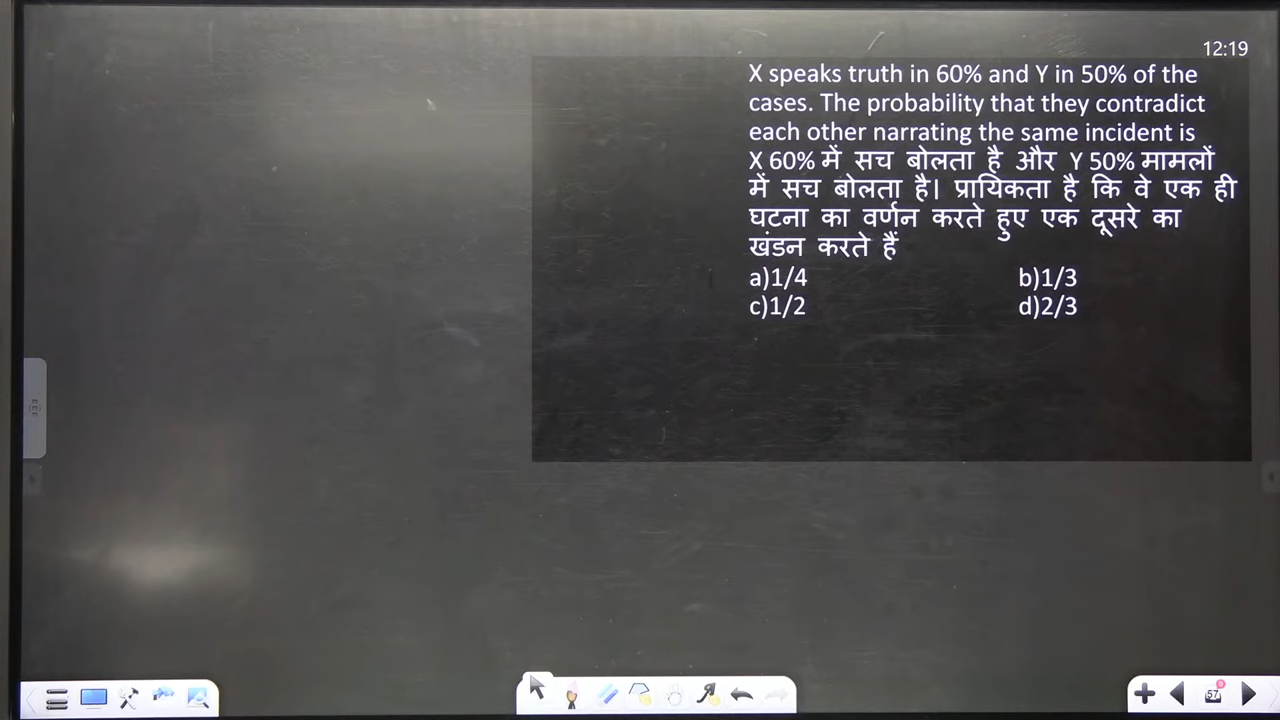 12:19
X speaks truth in 60% and Y in 50% of the
cases. The probability that they contradict
each other narrating the same incident is
X 60% में सच बोलता है और Y 50% मामलों
में सच बोलता है। प्रायिकता है कि वे एक ही
घटना का वर्णन करते हुए एक दूसरे का
खंडन करते हैं
a)1/4 b)1/3
c)1/2 d)2/3
57